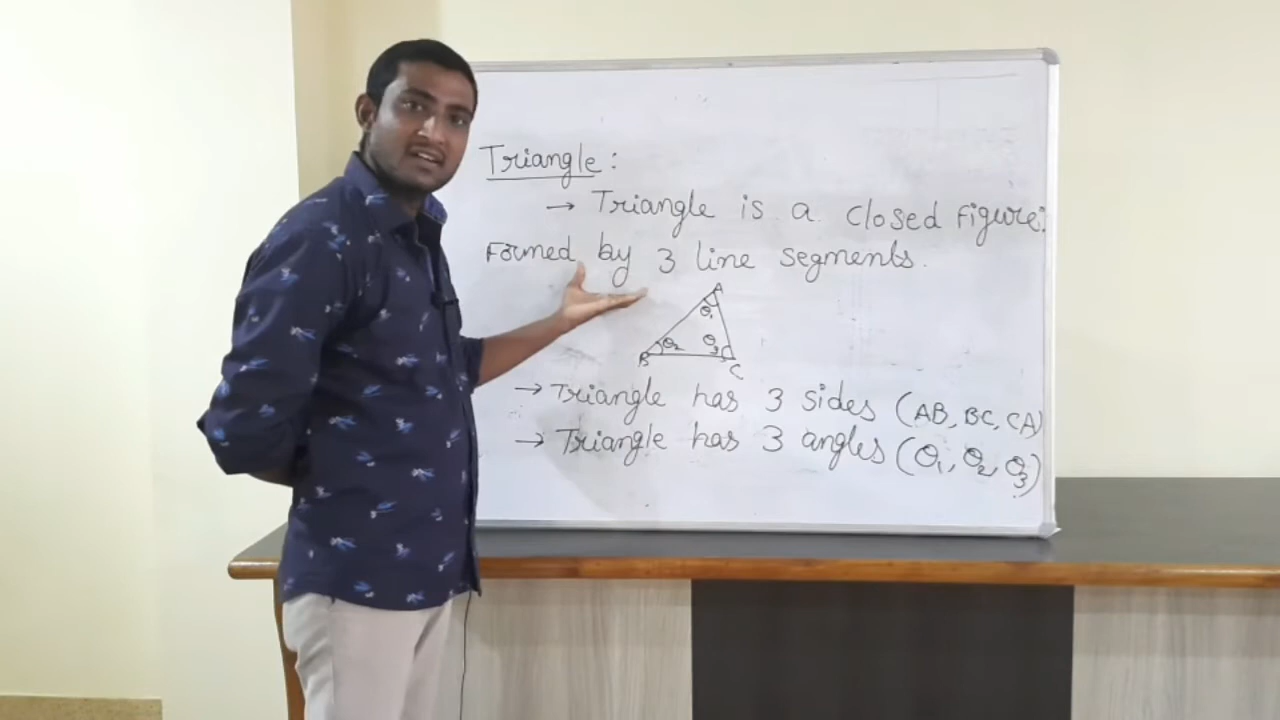 Triangle :
→ Triangle is a closed figure.
Formed by 3 line segments.
A
θ1
θ2 θ3
B C
→ Triangle has 3 sides (AB, BC, CA)
→ Triangle has 3 angles (θ1, θ2, θ3)